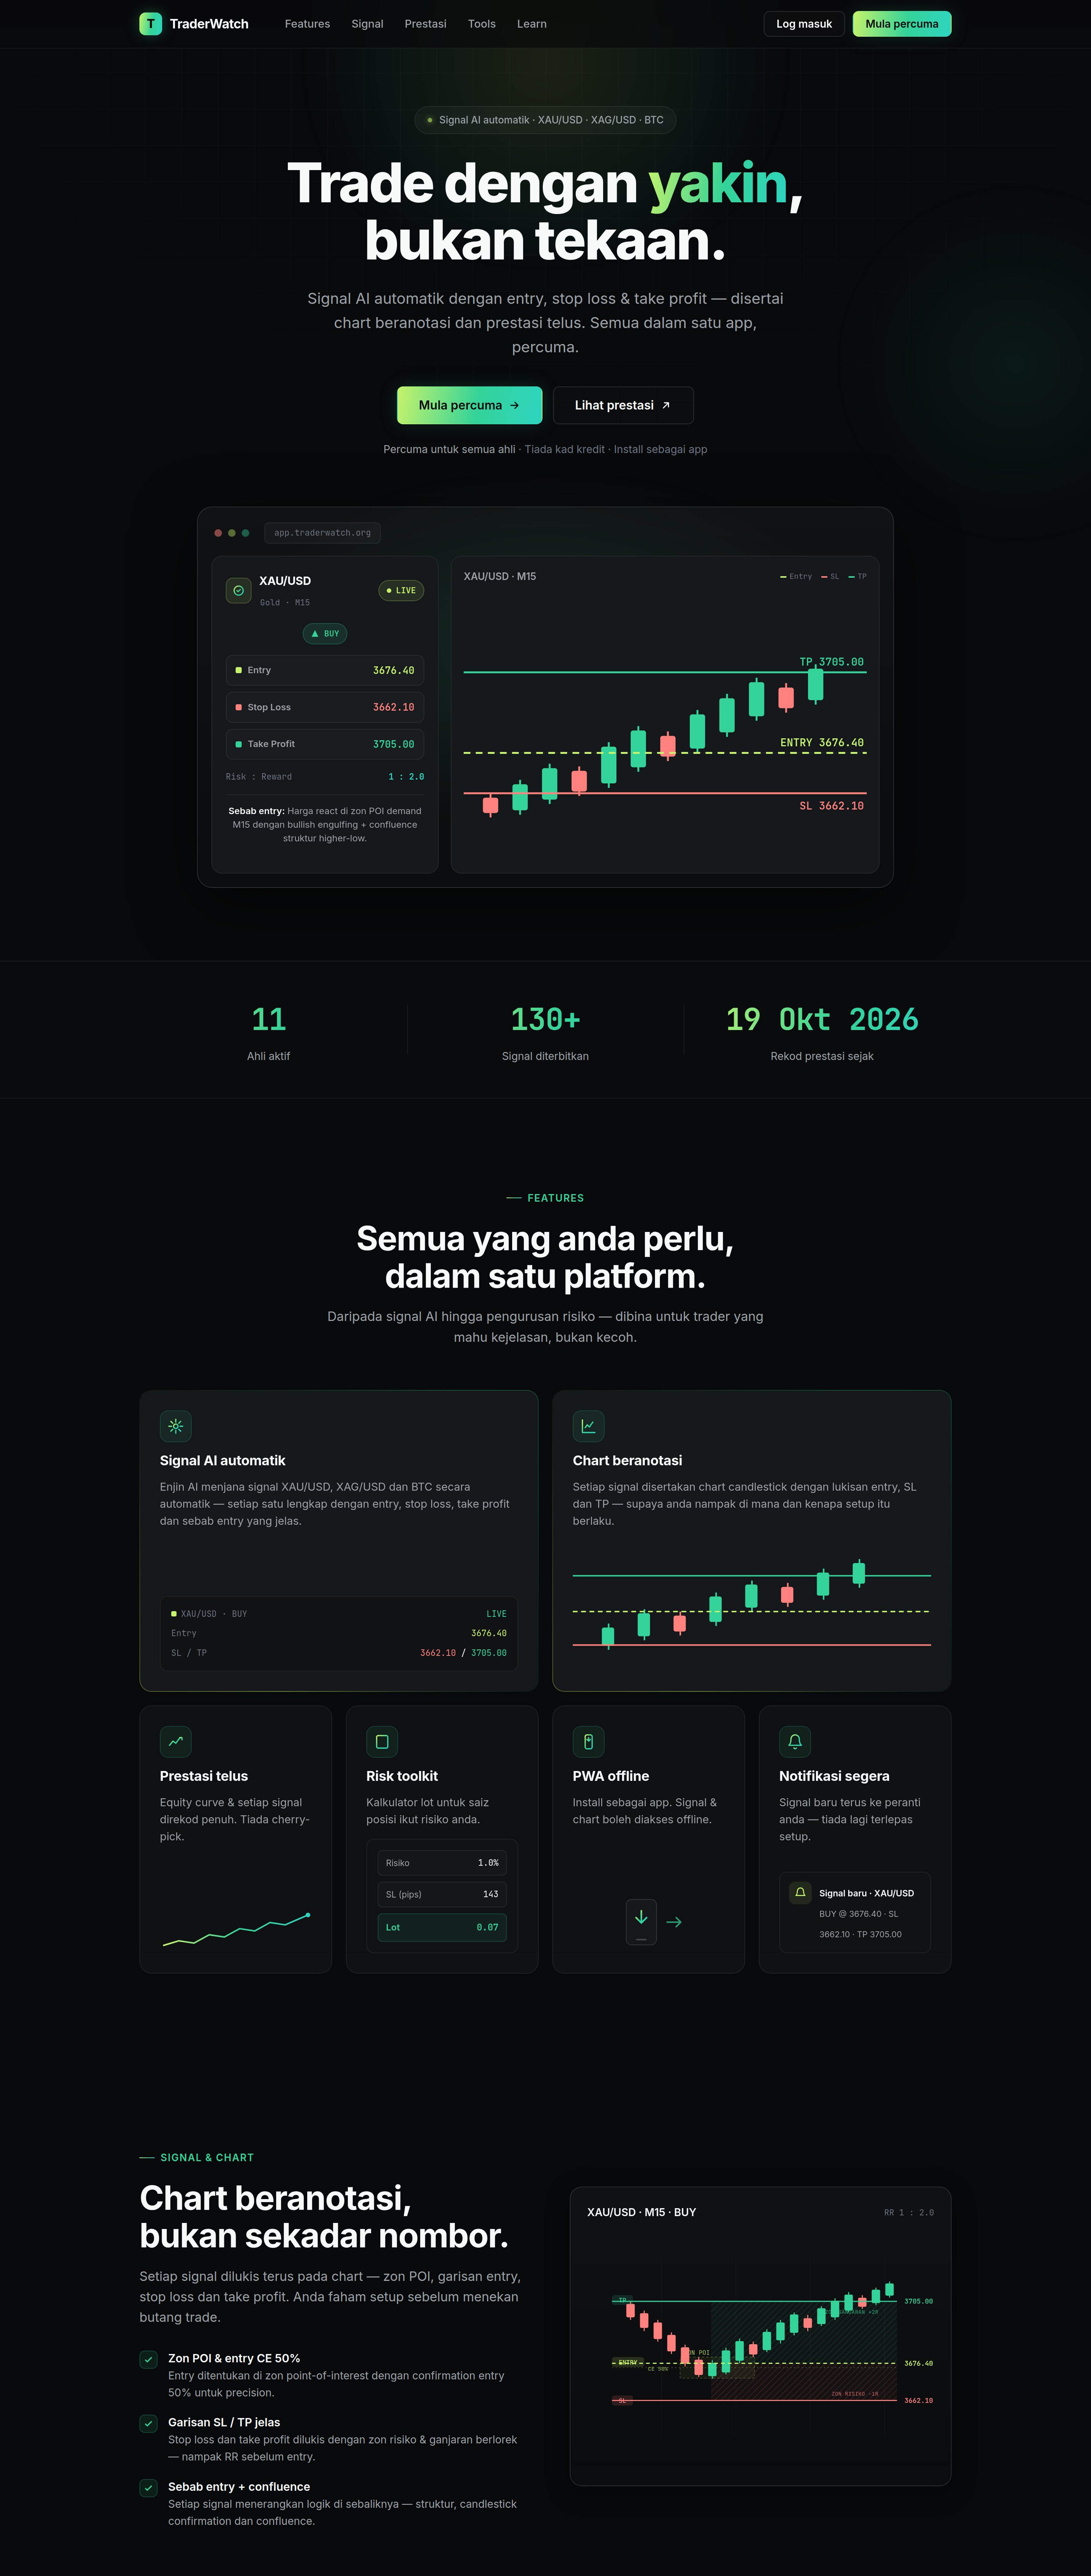 T TraderWatch Features Signal Prestasi Tools Learn Log masuk Mula percuma
Signal AI automatik · XAU/USD · XAG/USD · BTC
Trade dengan yakin,
bukan tekaan.
Signal AI automatik dengan entry, stop loss & take profit — disertai
chart beranotasi dan prestasi telus. Semua dalam satu app,
percuma.
Mula percuma → Lihat prestasi ↗
Percuma untuk semua ahli · Tiada kad kredit · Install sebagai app
app.traderwatch.org
XAU/USD
Gold · M15
LIVE
▲ BUY
Entry 3676.40
Stop Loss 3662.10
Take Profit 3705.00
Risk : Reward 1 : 2.0
Sebab entry: Harga react di zon POI demand
M15 dengan bullish engulfing + confluence
struktur higher-low.
XAU/USD · M15
Entry SL TP
TP 3705.00
ENTRY 3676.40
SL 3662.10
11
Ahli aktif
130+
Signal diterbitkan
19 Okt 2026
Rekod prestasi sejak
FEATURES
Semua yang anda perlu,
dalam satu platform.
Daripada signal AI hingga pengurusan risiko — dibina untuk trader yang
mahu kejelasan, bukan kecoh.
Signal AI automatik
Enjin AI menjana signal XAU/USD, XAG/USD dan BTC secara
automatik — setiap satu lengkap dengan entry, stop loss, take profit
dan sebab entry yang jelas.
XAU/USD · BUY LIVE
Entry 3676.40
SL / TP 3662.10 / 3705.00
Chart beranotasi
Setiap signal disertakan chart candlestick dengan lukisan entry, SL
dan TP — supaya anda nampak di mana dan kenapa setup itu
berlaku.
Prestasi telus
Equity curve & setiap signal
direkod penuh. Tiada cherry-
pick.
Risk toolkit
Kalkulator lot untuk saiz
posisi ikut risiko anda.
Risiko 1.0%
SL (pips) 143
Lot 0.07
PWA offline
Install sebagai app. Signal &
chart boleh diakses offline.
Notifikasi segera
Signal baru terus ke peranti
anda — tiada lagi terlepas
setup.
Signal baru · XAU/USD
BUY @ 3676.40 · SL
3662.10 · TP 3705.00
SIGNAL & CHART
Chart beranotasi,
bukan sekadar nombor.
Setiap signal dilukis terus pada chart — zon POI, garisan entry,
stop loss dan take profit. Anda faham setup sebelum menekan
butang trade.
Zon POI & entry CE 50%
Entry ditentukan di zon point-of-interest dengan confirmation entry
50% untuk precision.
Garisan SL / TP jelas
Stop loss dan take profit dilukis dengan zon risiko & ganjaran berlorek
— nampak RR sebelum entry.
Sebab entry + confluence
Setiap signal menerangkan logik di sebaliknya — struktur, candlestick
confirmation dan confluence.
XAU/USD · M15 · BUY RR 1 : 2.0
TP
3705.00
POI
ENTRY
3676.40
CE 50%
ZON RISIKO -1R
SL
3662.10